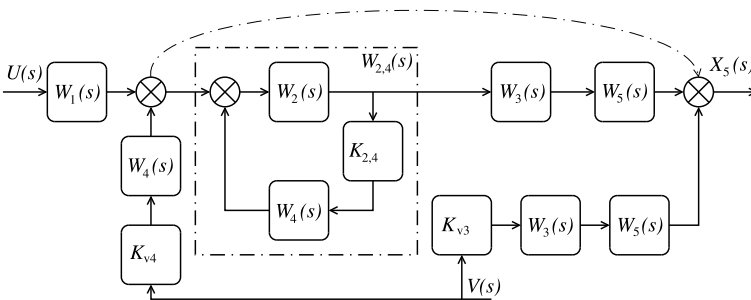 W₂,₄(s)
U(s)
X₅(s)
W₁(s)
W₂(s)
W₃(s)
W₅(s)
K₂,₄
W₄(s)
W₄(s)
Kᵥ₄
Kᵥ₃
W₃(s)
W₅(s)
V(s)